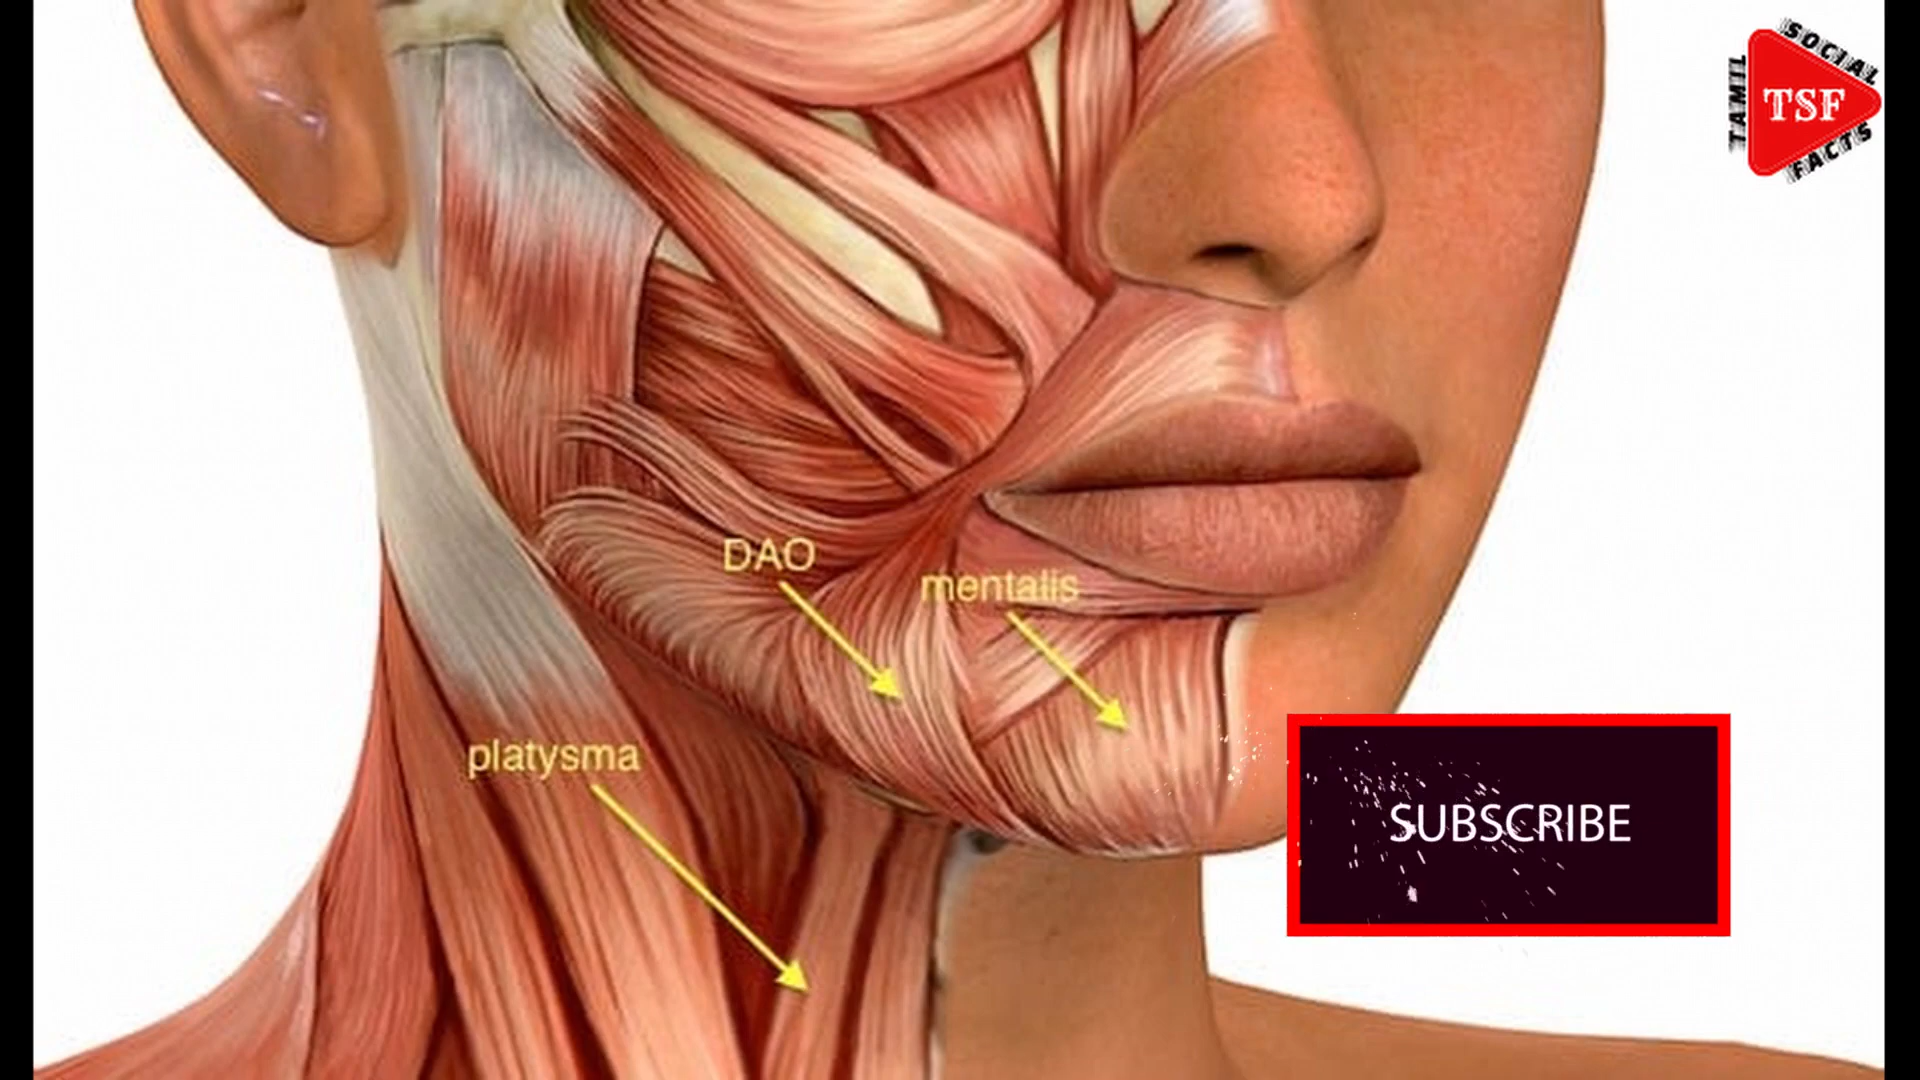 SOCIAL
TAMIL
TSF
FACTS
DAO
mentalis
platysma
SUBSCRIBE